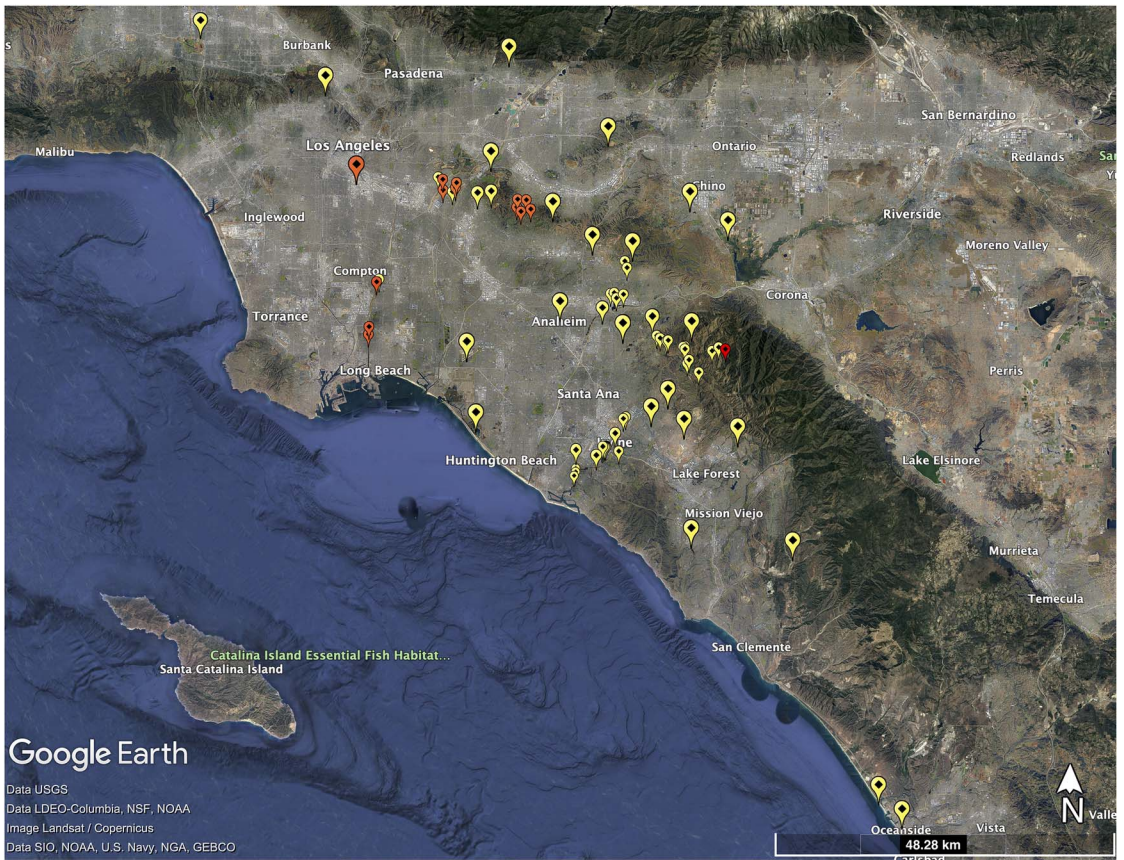 s
Burbank
Pasadena
San Bernardino
Malibu
Los Angeles
Ontario
Redlands
Chino
Inglewood
Riverside
Moreno Valley
Compton
Corona
Torrance
Anaheim
Long Beach
Perris
Santa Ana
Huntington Beach
Lake Forest
Lake Elsinore
Mission Viejo
Murrieta
Temecula
San Clemente
Catalina Island Essential Fish Habitat...
Santa Catalina Island
Google Earth
Data USGS
Data LDEO-Columbia, NSF, NOAA
Image Landsat / Copernicus
Data SIO, NOAA, U.S. Navy, NGA, GEBCO
N
Valle
Oceanside
Vista
48.28 km
Carlsbad